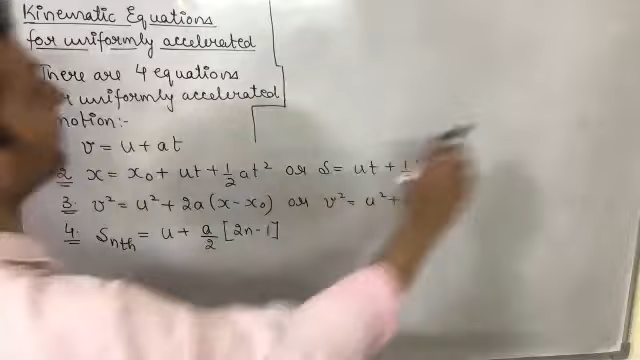 Kinematic Equations
for uniformly accelerated
There are 4 equations
uniformly accelerated
v = u + at
2. x = x₀ + ut + 1/2 at² or S = ut + 1/
3. v² = u² + 2a(x - x₀) or v² = u² +
4. Snth = u + a/2 [2n - 1]